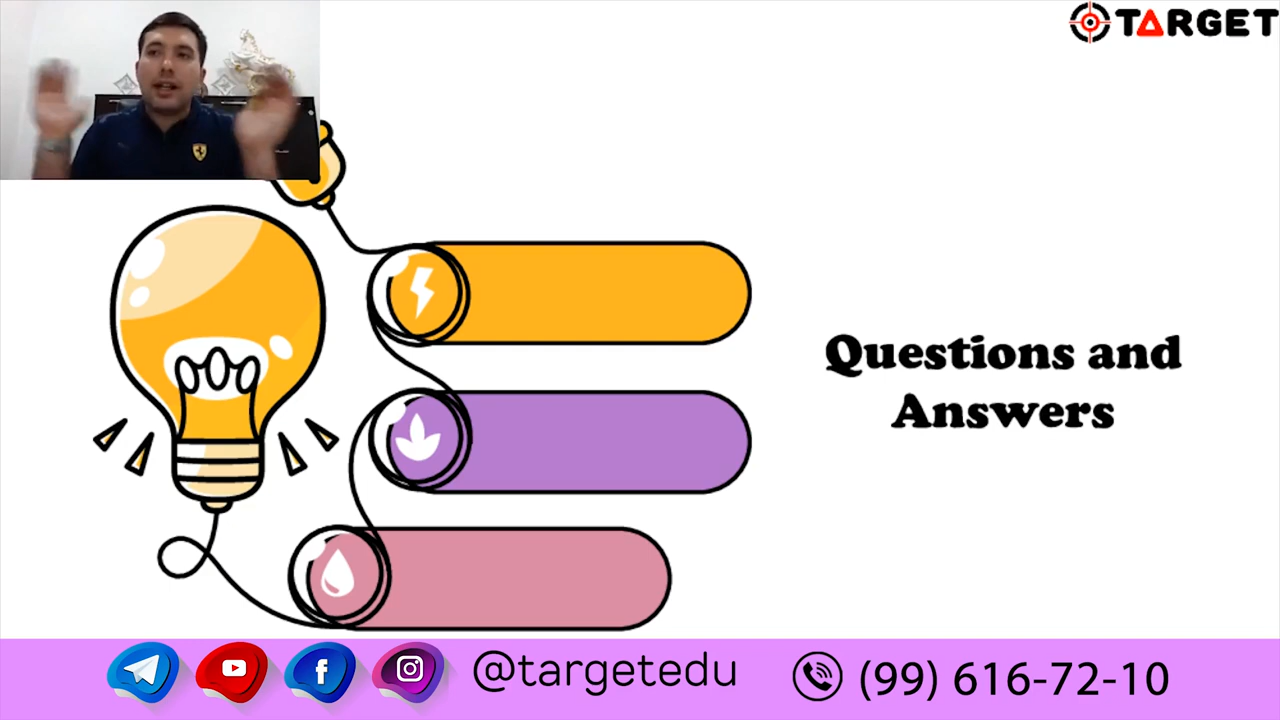 TARGET
Questions and
Answers
@targetedu
(99) 616-72-10